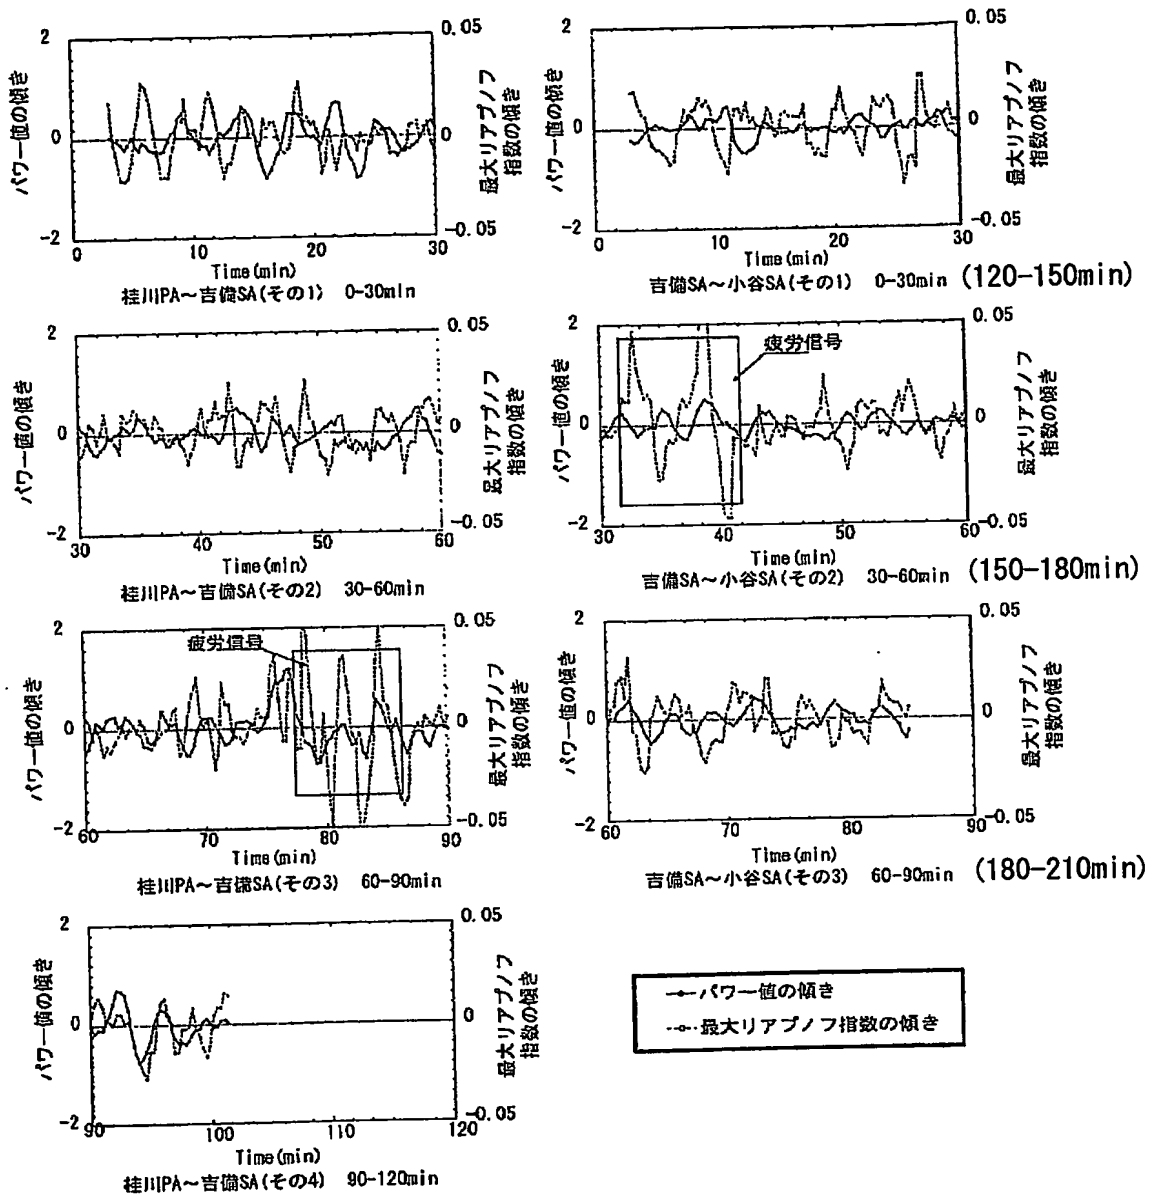 2
0.05
パワー値の傾き
0
0
最大リアプノフ
指数の傾き
-2
-0.05
0
10
20
30
Time(min)
桂川PA～吉備SA(その1) 0-30min
2
0.05
パワー値の傾き
0
0
最大リアプノフ
指数の傾き
-2
-0.05
0
10
20
30
Time(min)
吉備SA～小谷SA(その1) 0-30min (120-150min)
2
0.05
パワー値の傾き
0
0
最大リアプノフ
指数の傾き
-2
-0.05
30
40
50
60
Time(min)
桂川PA～吉備SA(その2) 30-60min
2
0.05
疲労信号
パワー値の傾き
0
0
最大リアプノフ
指数の傾き
-2
-0.05
30
40
50
60
Time(min)
吉備SA～小谷SA(その2) 30-60min (150-180min)
2
0.05
疲労信号
パワー値の傾き
0
0
最大リアプノフ
指数の傾き
-2
-0.05
60
70
80
90
Time(min)
桂川PA～吉備SA(その3) 60-90min
2
0.05
パワー値の傾き
0
0
最大リアプノフ
指数の傾き
-2
-0.05
60
70
80
90
Time(min)
吉備SA～小谷SA(その3) 60-90min (180-210min)
2
0.05
パワー値の傾き
0
0
最大リアプノフ
指数の傾き
-2
-0.05
90
100
110
120
Time(min)
桂川PA～吉備SA(その4) 90-120min
パワー値の傾き
最大リアプノフ指数の傾き